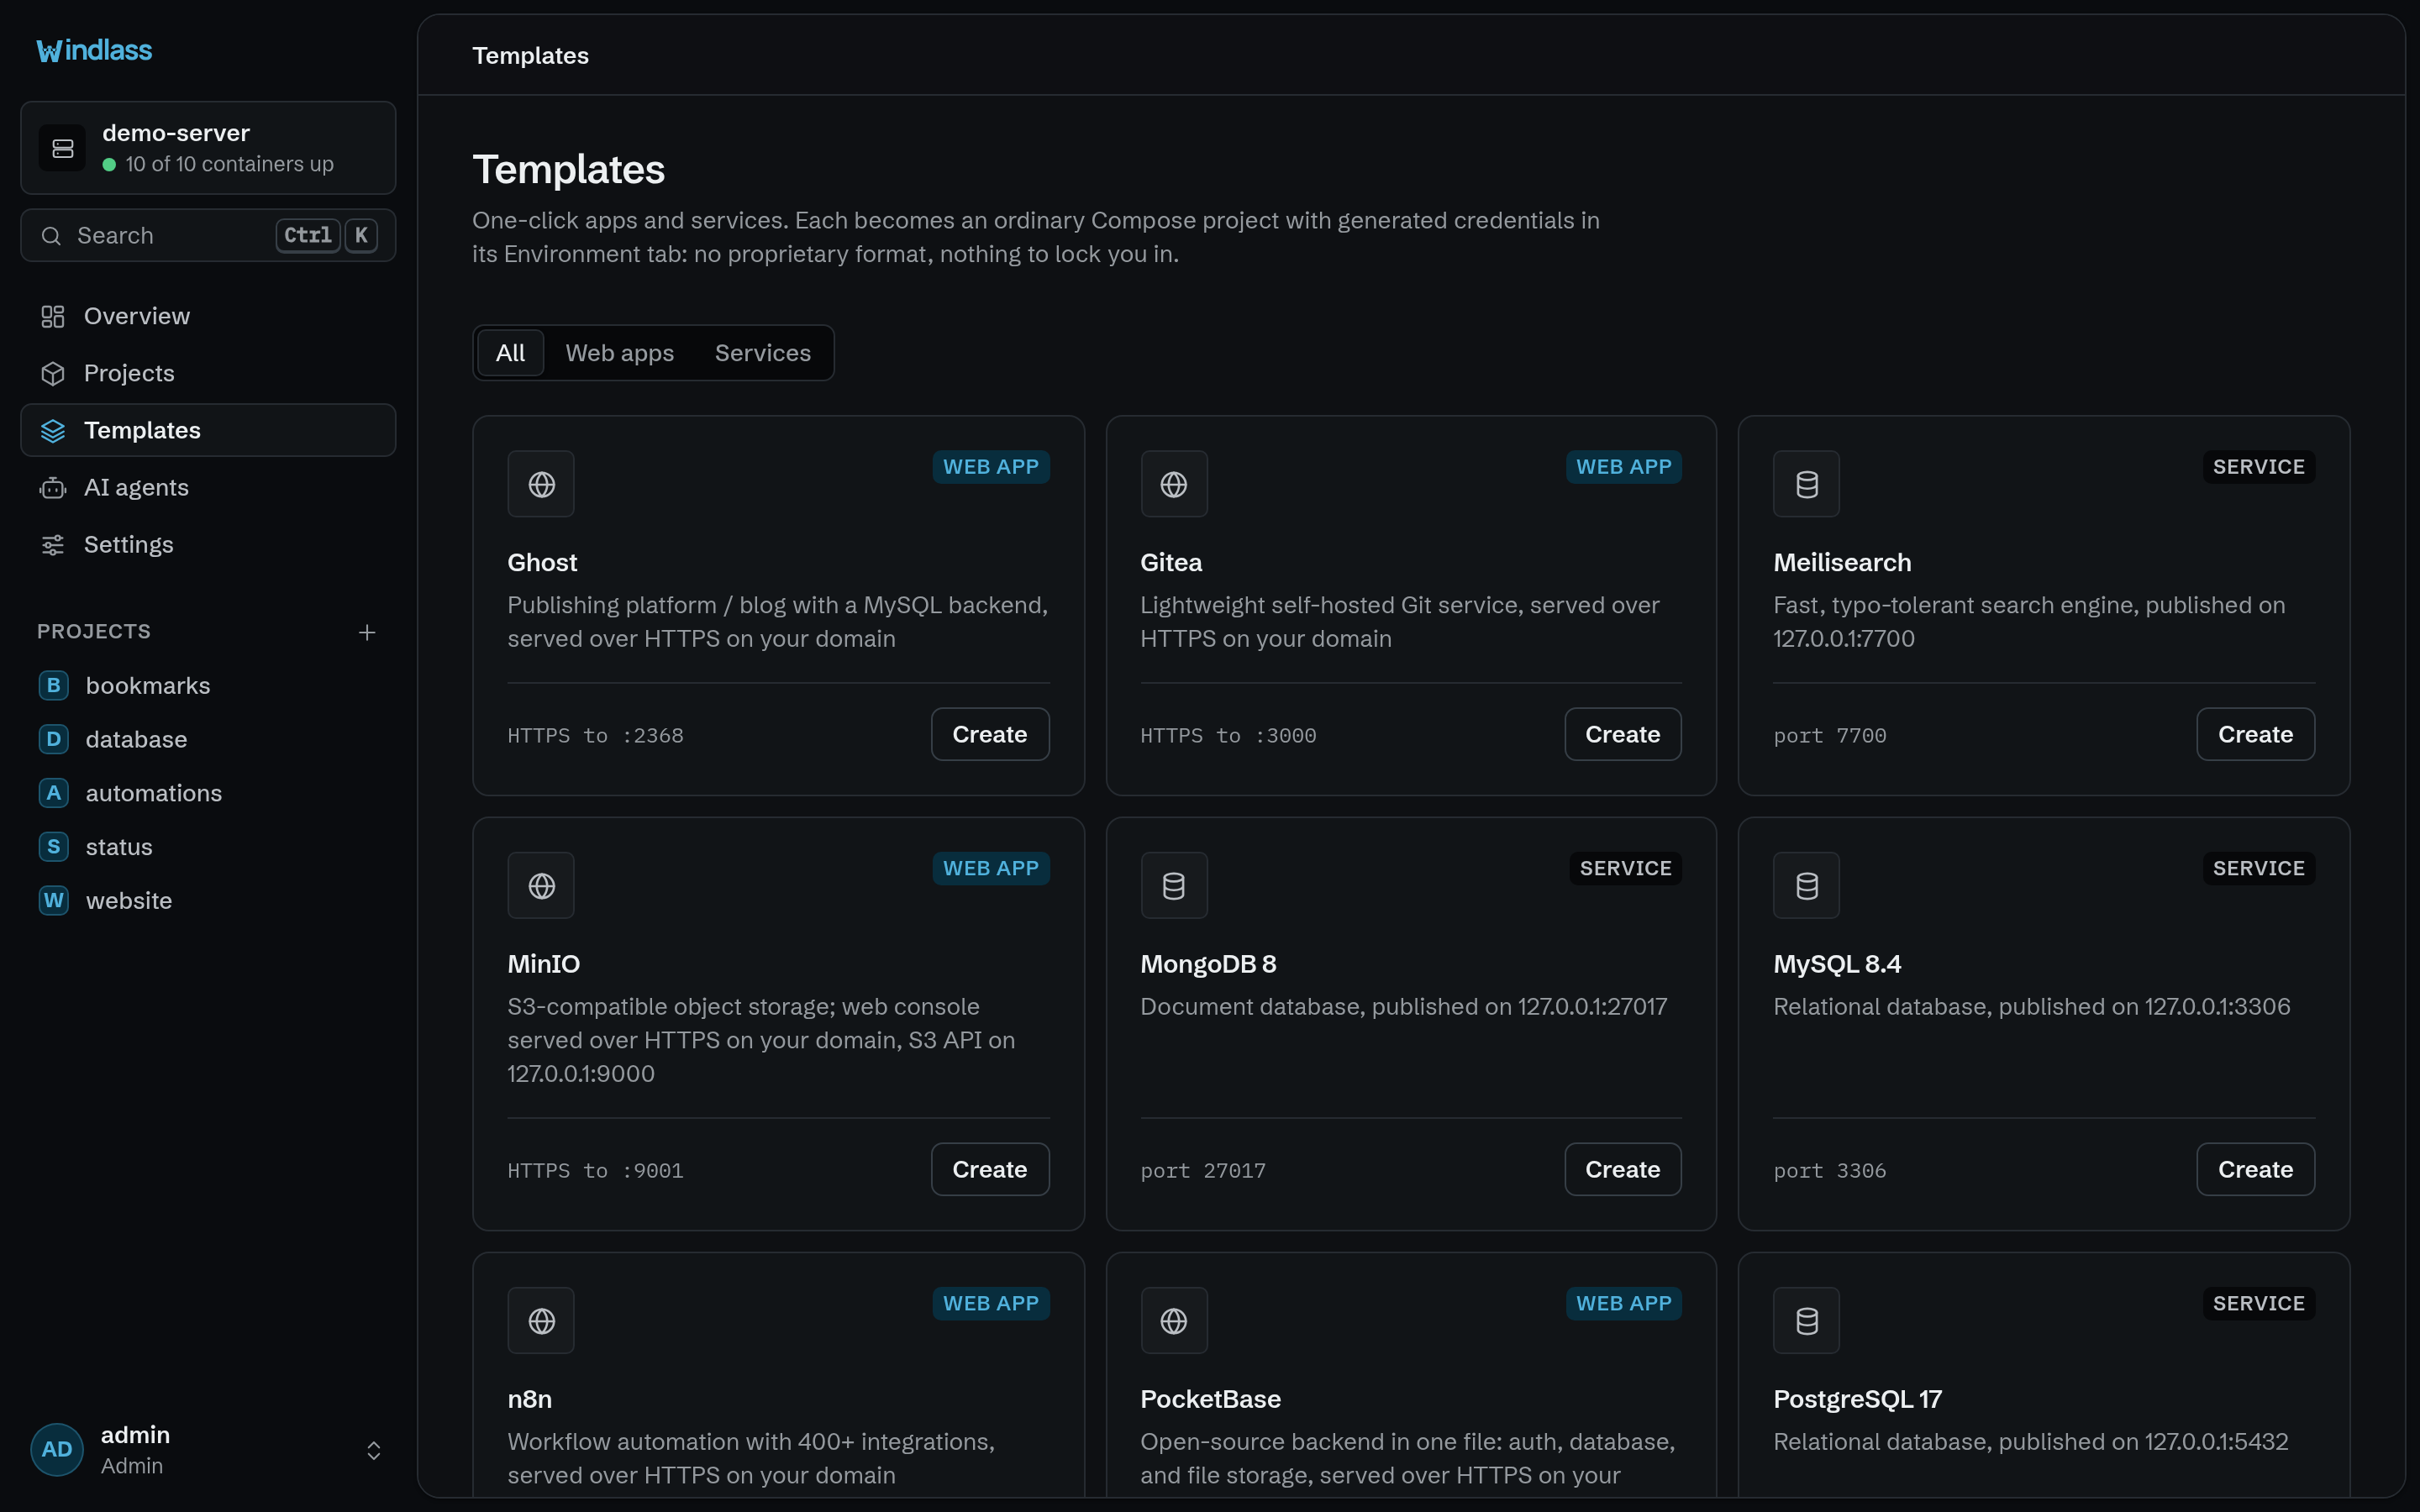 Windlass
demo-server
10 of 10 containers up
Search
Ctrl K
Overview
Projects
Templates
AI agents
Settings
PROJECTS
B bookmarks
D database
A automations
S status
W website
AD
admin
Admin
Templates
Templates
One-click apps and services. Each becomes an ordinary Compose project with generated credentials in
its Environment tab: no proprietary format, nothing to lock you in.
All Web apps Services
WEB APP
Ghost
Publishing platform / blog with a MySQL backend,
served over HTTPS on your domain
HTTPS to :2368
Create
WEB APP
Gitea
Lightweight self-hosted Git service, served over
HTTPS on your domain
HTTPS to :3000
Create
SERVICE
Meilisearch
Fast, typo-tolerant search engine, published on
127.0.0.1:7700
port 7700
Create
WEB APP
MinIO
S3-compatible object storage; web console
served over HTTPS on your domain, S3 API on
127.0.0.1:9000
HTTPS to :9001
Create
SERVICE
MongoDB 8
Document database, published on 127.0.0.1:27017
port 27017
Create
SERVICE
MySQL 8.4
Relational database, published on 127.0.0.1:3306
port 3306
Create
WEB APP
n8n
Workflow automation with 400+ integrations,
served over HTTPS on your domain
WEB APP
PocketBase
Open-source backend in one file: auth, database,
and file storage, served over HTTPS on your
SERVICE
PostgreSQL 17
Relational database, published on 127.0.0.1:5432